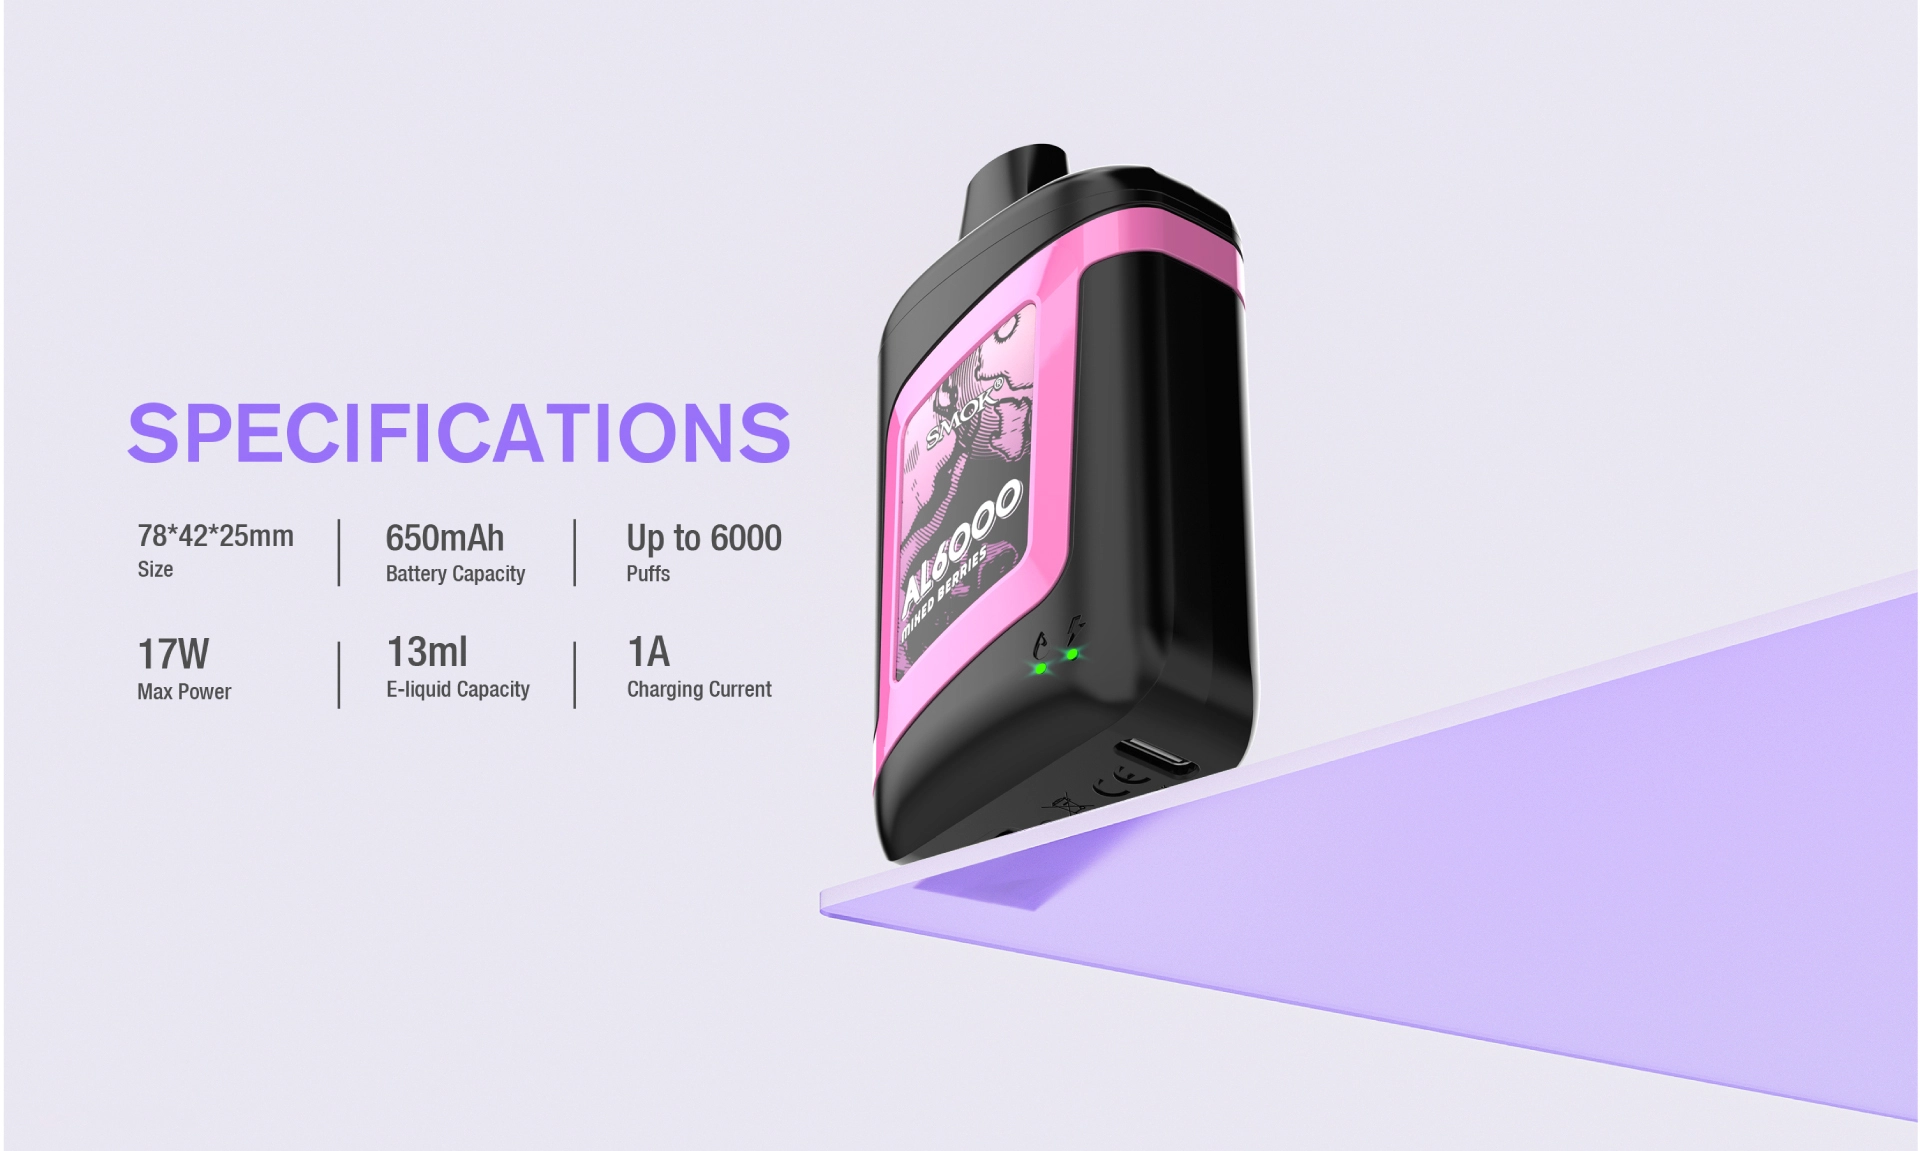 SPECIFICATIONS
78*42*25mm
Size
650mAh
Battery Capacity
Up to 6000
Puffs
17W
Max Power
13ml
E-liquid Capacity
1A
Charging Current
SMOK®
AL6000
MIXED BERRIES
CE